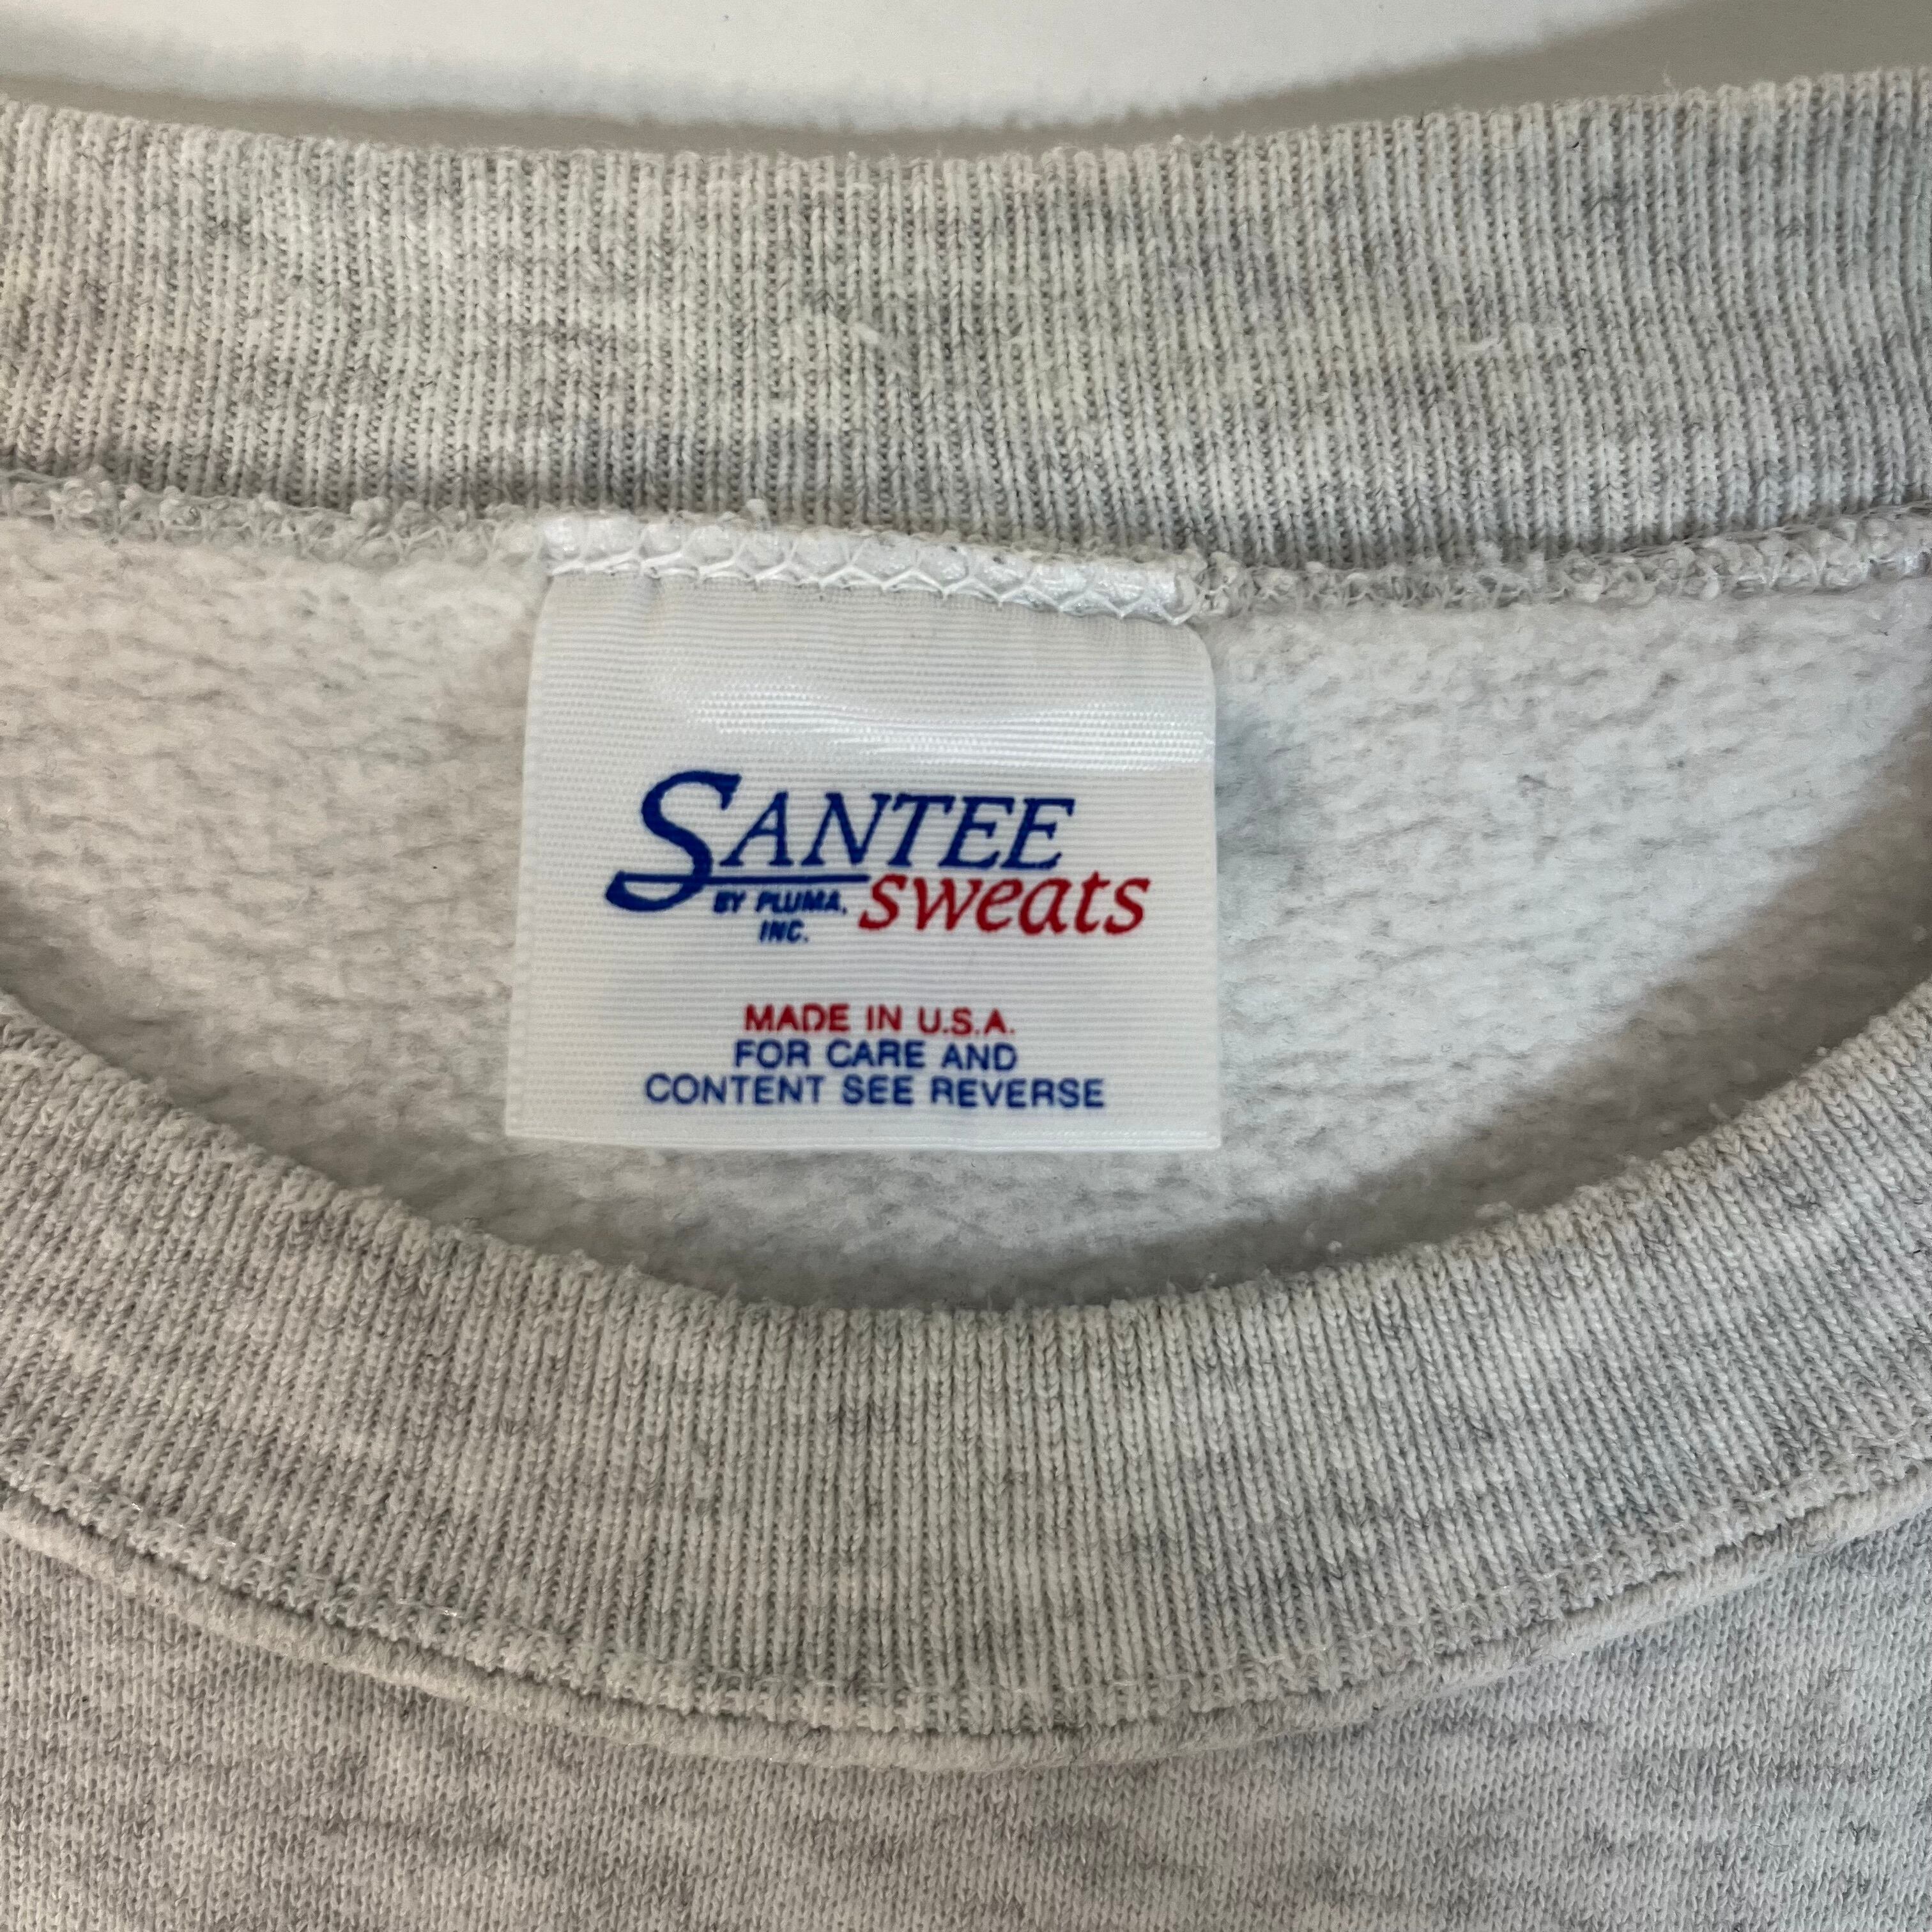 SANTEE
BY PLUMA, sweats
INC.
MADE IN U.S.A.
FOR CARE AND
CONTENT SEE REVERSE